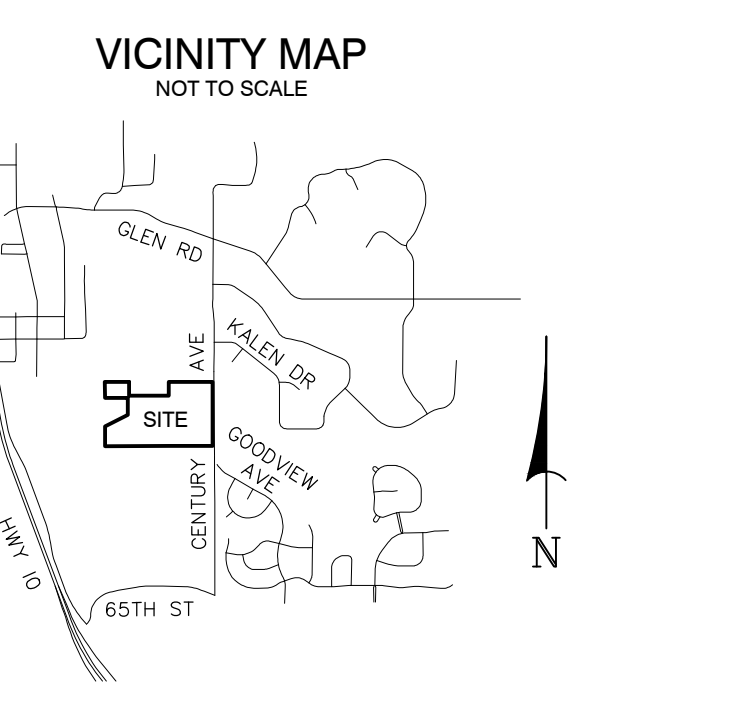 VICINITY MAP
NOT TO SCALE
GLEN RD
KALEN DR
CENTURY AVE
SITE
GOODVIEW
AVE
HWY 10
65TH ST
N